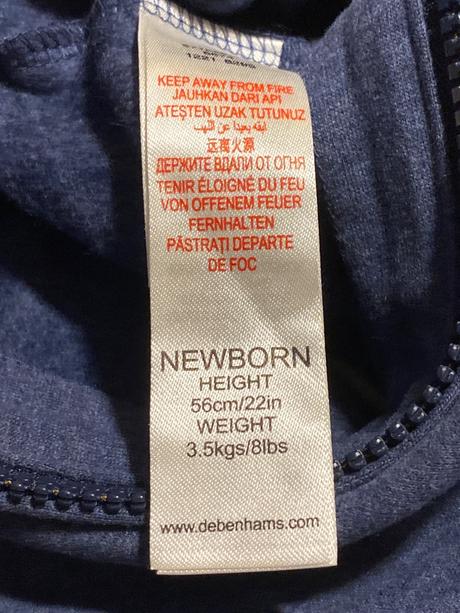 KEEP AWAY FROM FIRE
JAUHKAN DARI API
ATEŞTEN UZAK TUTUNUZ
أبقه بعيدا عن اللهب
远离火源
ДЕРЖИТЕ ВДАЛИ ОТ ОГНЯ
TENIR ÉLOIGNÉ DU FEU
VON OFFENEM FEUER
FERNHALTEN
PĂSTRAŢI DEPARTE
DE FOC
NEWBORN
HEIGHT
56cm/22in
WEIGHT
3.5kgs/8lbs
www.debenhams.com